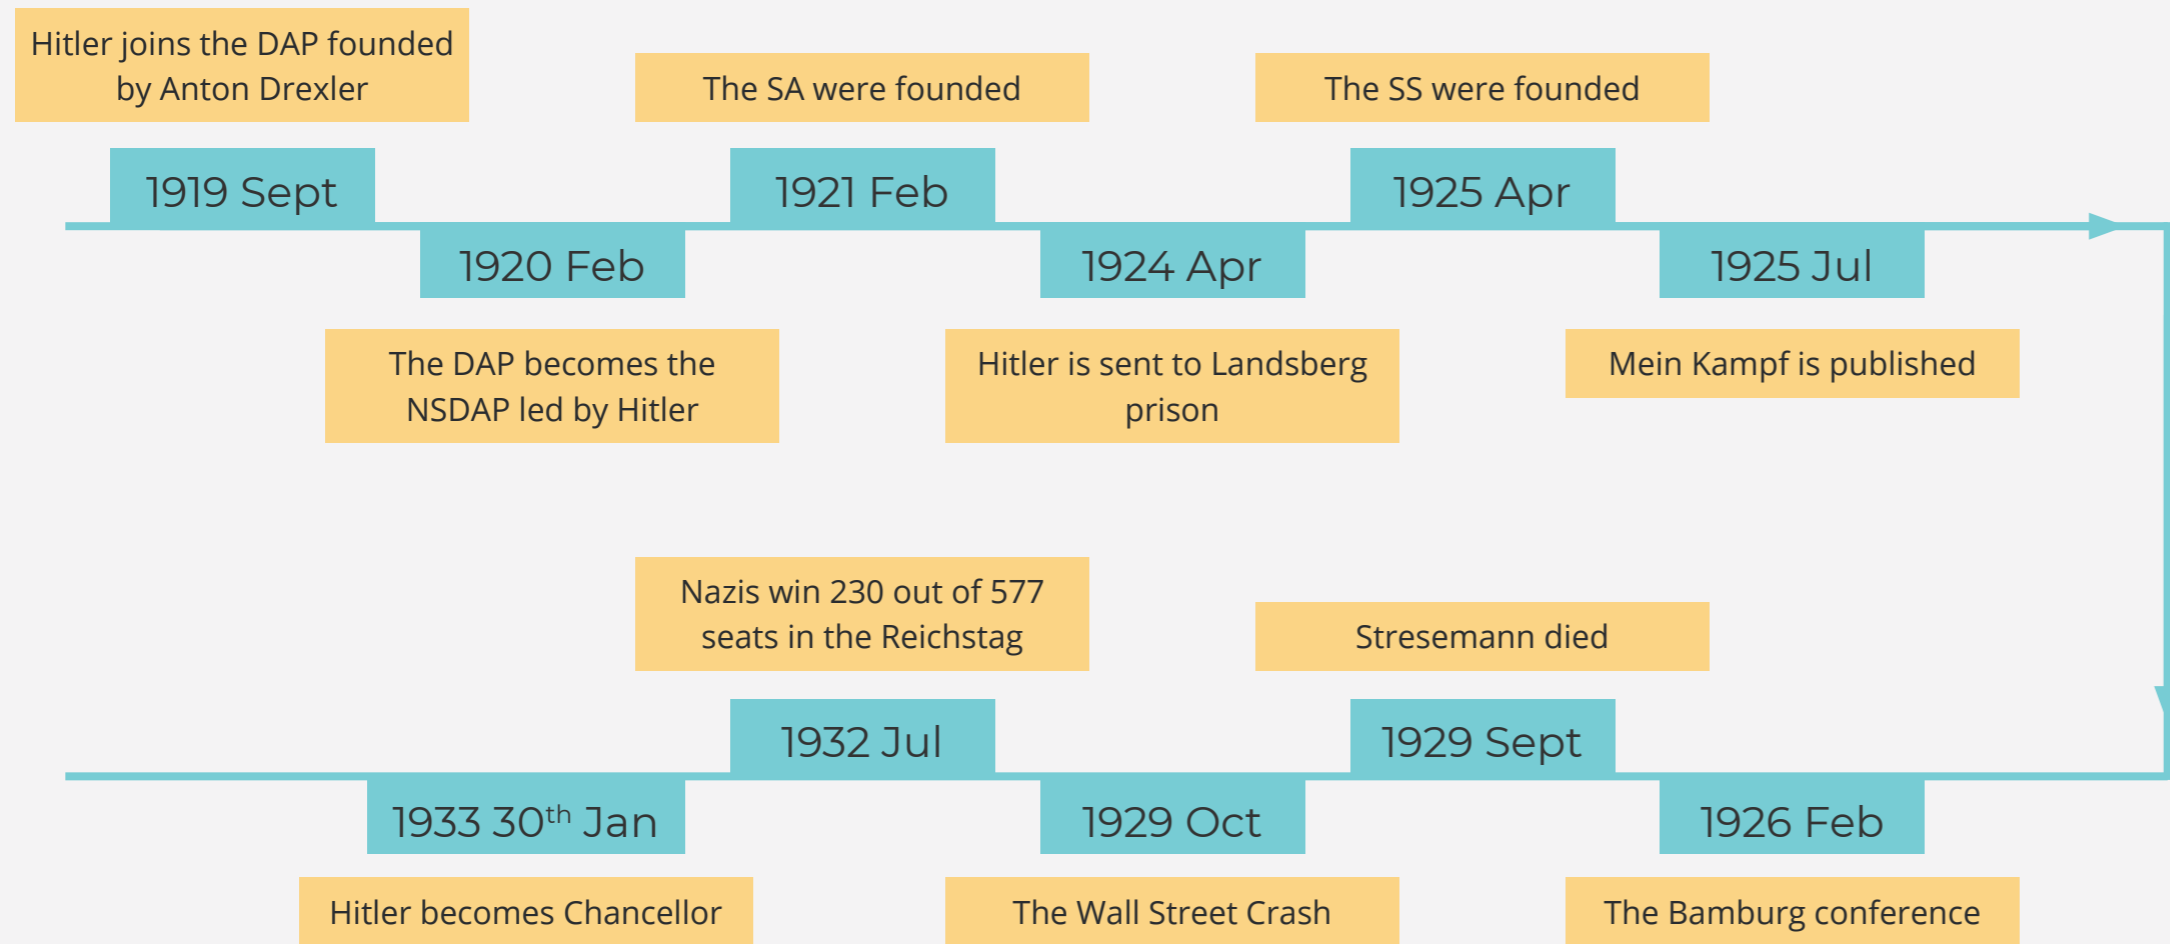 Hitler joins the DAP founded
by Anton Drexler
1919 Sept
1920 Feb
The DAP becomes the
NSDAP led by Hitler
The SA were founded
1921 Feb
1924 Apr
Hitler is sent to Landsberg
prison
The SS were founded
1925 Apr
1925 Jul
Mein Kampf is published
1926 Feb
The Bamburg conference
Stresemann died
1929 Sept
1929 Oct
The Wall Street Crash
Nazis win 230 out of 577
seats in the Reichstag
1932 Jul
1933 30th Jan
Hitler becomes Chancellor